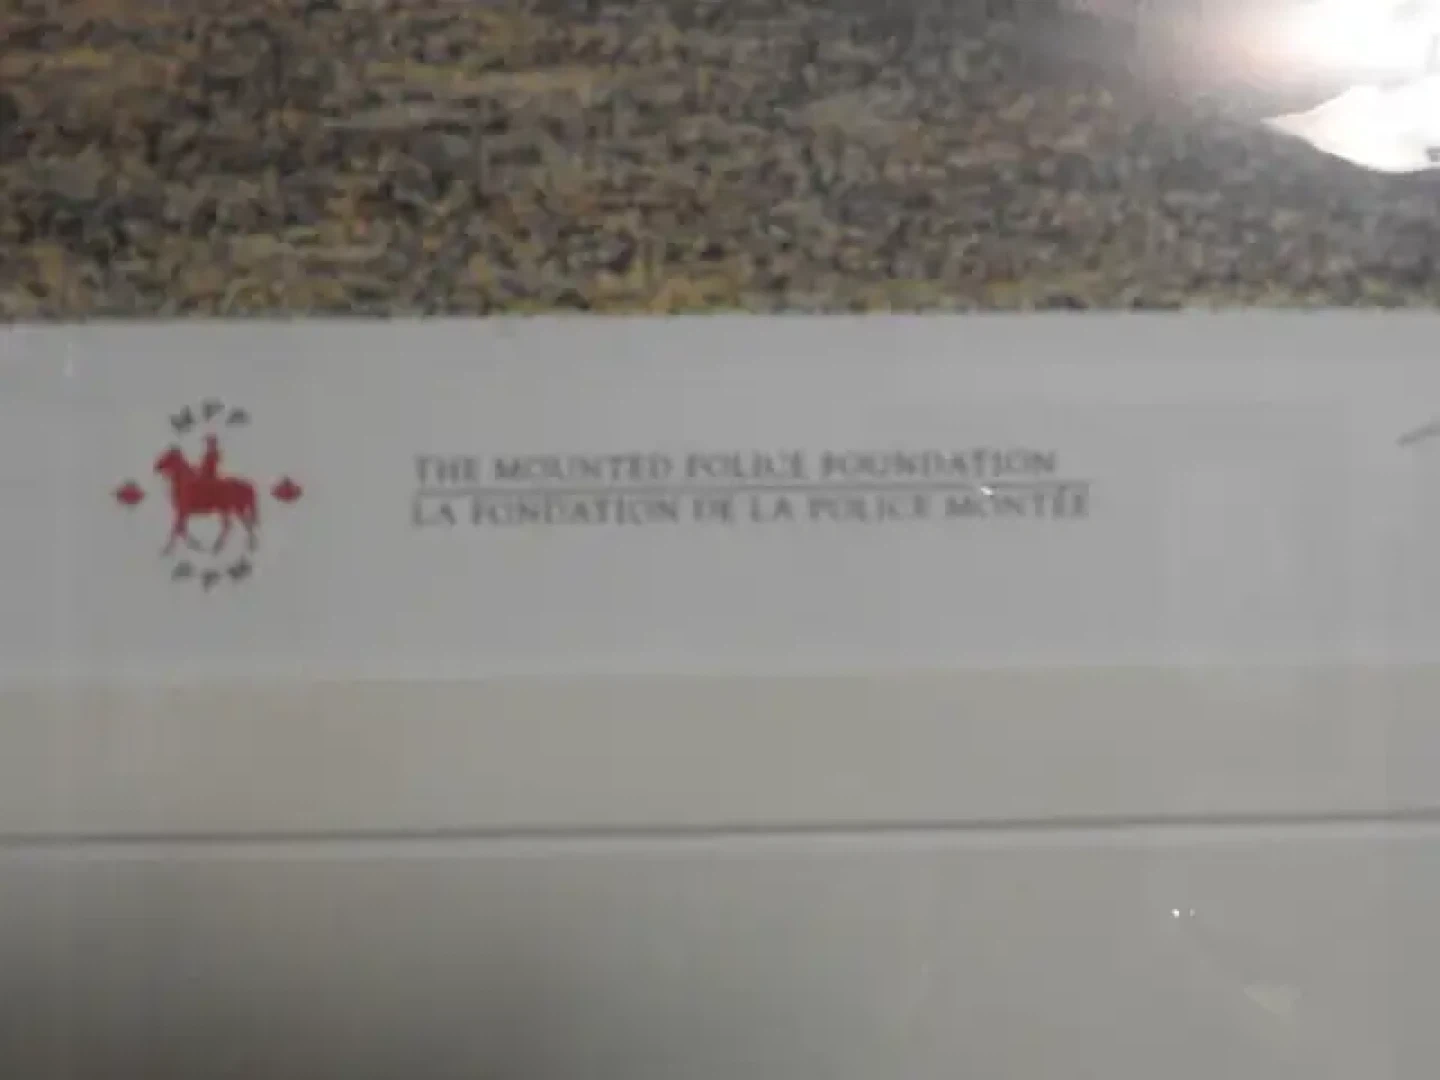 MPF
THE MOUNTED POLICE FOUNDATION
LA FONDATION DE LA POLICE MONTÉE
FPM